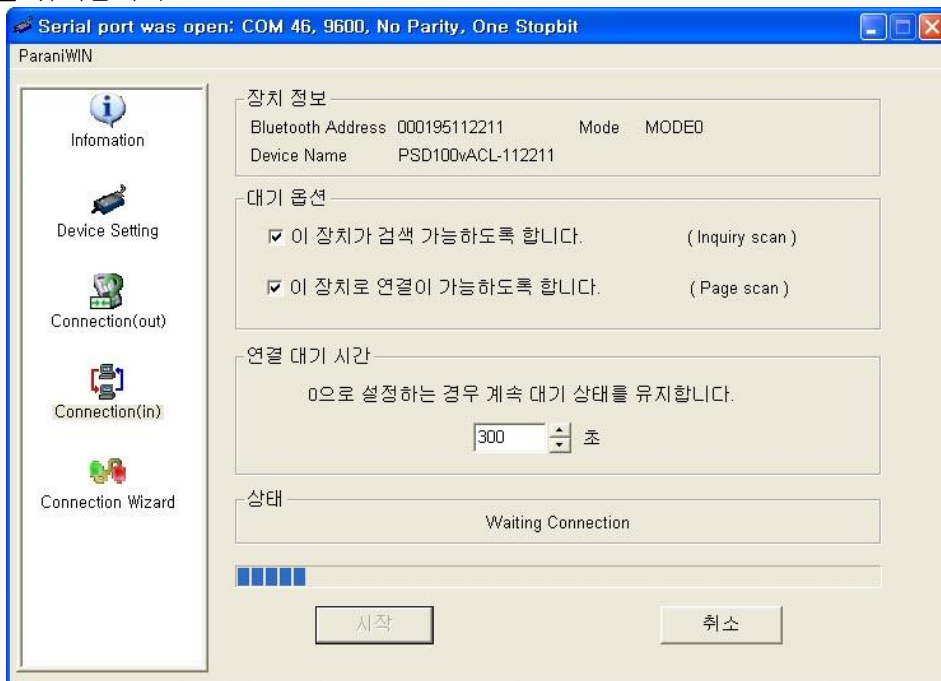 Serial port was open: COM 46, 9600, No Parity, One Stopbit
ParaniWIN
Infomation
Device Setting
Connection(out)
Connection(in)
Connection Wizard
장치 정보
Bluetooth Address 000195112211 Mode MODE0
Device Name PSD100vACL-112211
대기 옵션
이 장치가 검색 가능하도록 합니다. ( Inquiry scan )
이 장치로 연결이 가능하도록 합니다. ( Page scan )
연결 대기 시간
0으로 설정하는 경우 계속 대기 상태를 유지합니다.
300 초
상태
Waiting Connection
시작 취소